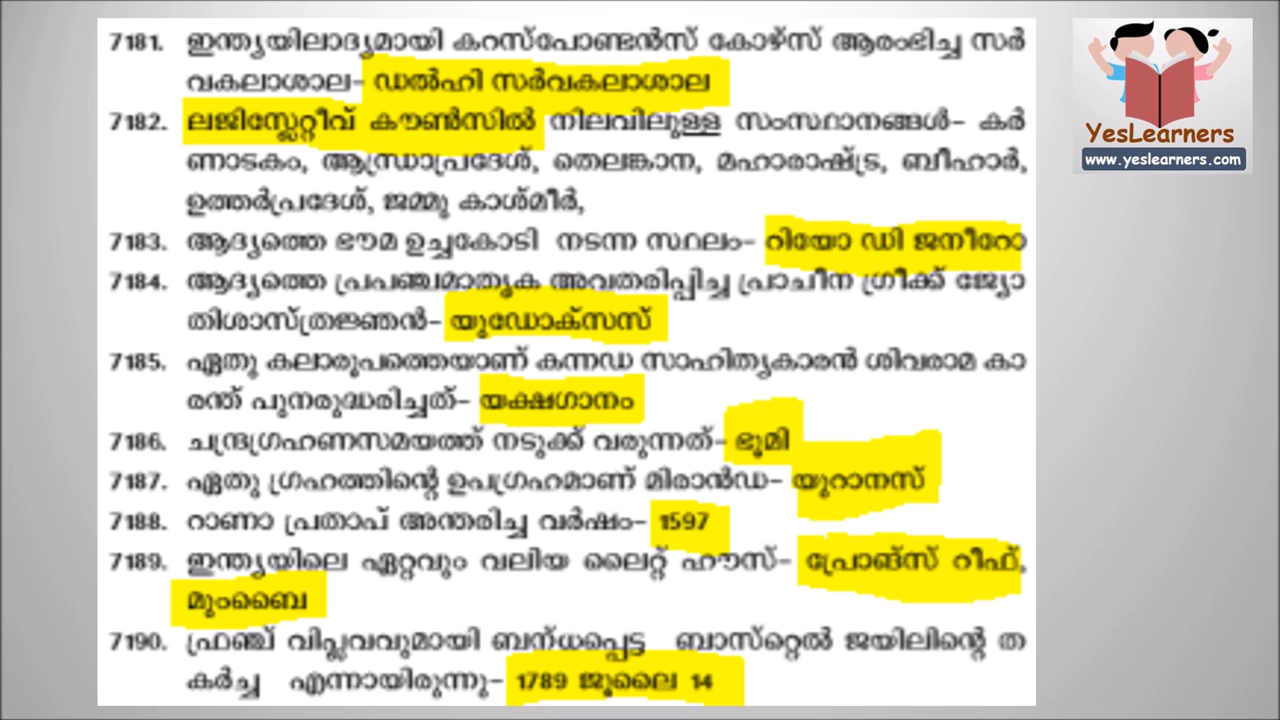 7181. ഇന്ത്യയിലാദ്യമായി കറസ്പോണ്ടൻസ് കോഴ്സ് ആരംഭിച്ച സർ
വകലാശാല- ഡൽഹി സർവകലാശാല
7182. ലജിസ്ലേറ്റീവ് കൗൺസിൽ നിലവിലുള്ള സംസ്ഥാനങ്ങൾ- കർ
ണാടകം, ആന്ധ്രാപ്രദേശ്, തെലങ്കാന, മഹാരാഷ്ട്ര, ബീഹാർ,
ഉത്തർപ്രദേശ്, ജമ്മു കാശ്മീർ,
7183. ആദ്യത്തെ ഭൗമ ഉച്ചകോടി നടന്ന സ്ഥലം- റിയോ ഡി ജനീറോ
7184. ആദ്യത്തെ പ്രപഞ്ചമാതൃക അവതരിപ്പിച്ച പ്രാചീന ഗ്രീക്ക് ജ്യോ
തിശാസ്ത്രജ്ഞൻ- യുഡോക്സസ്
7185. ഏതു കലാരൂപത്തെയാണ് കന്നഡ സാഹിത്യകാരൻ ശിവരാമ കാ
രന്ത് പുനരുദ്ധരിച്ചത്- യക്ഷഗാനം
7186. ചന്ദ്രഗ്രഹണസമയത്ത് നടുക്ക് വരുന്നത്- ഭൂമി
7187. ഏതു ഗ്രഹത്തിന്റെ ഉപഗ്രഹമാണ് മിരാൻഡ- യുറാനസ്
7188. റാണാ പ്രതാപ് അന്തരിച്ച വർഷം- 1597
7189. ഇന്ത്യയിലെ ഏറ്റവും വലിയ ലൈറ്റ് ഹൗസ്- പ്രോങ്സ് റീഫ്,
മുംബൈ
7190. ഫ്രഞ്ച് വിപ്ലവവുമായി ബന്ധപ്പെട്ട ബാസ്റ്റെൽ ജയിലിന്റെ ത
കർച്ച എന്നായിരുന്നു- 1789 ജൂലൈ 14
YesLearners
www.yeslearners.com